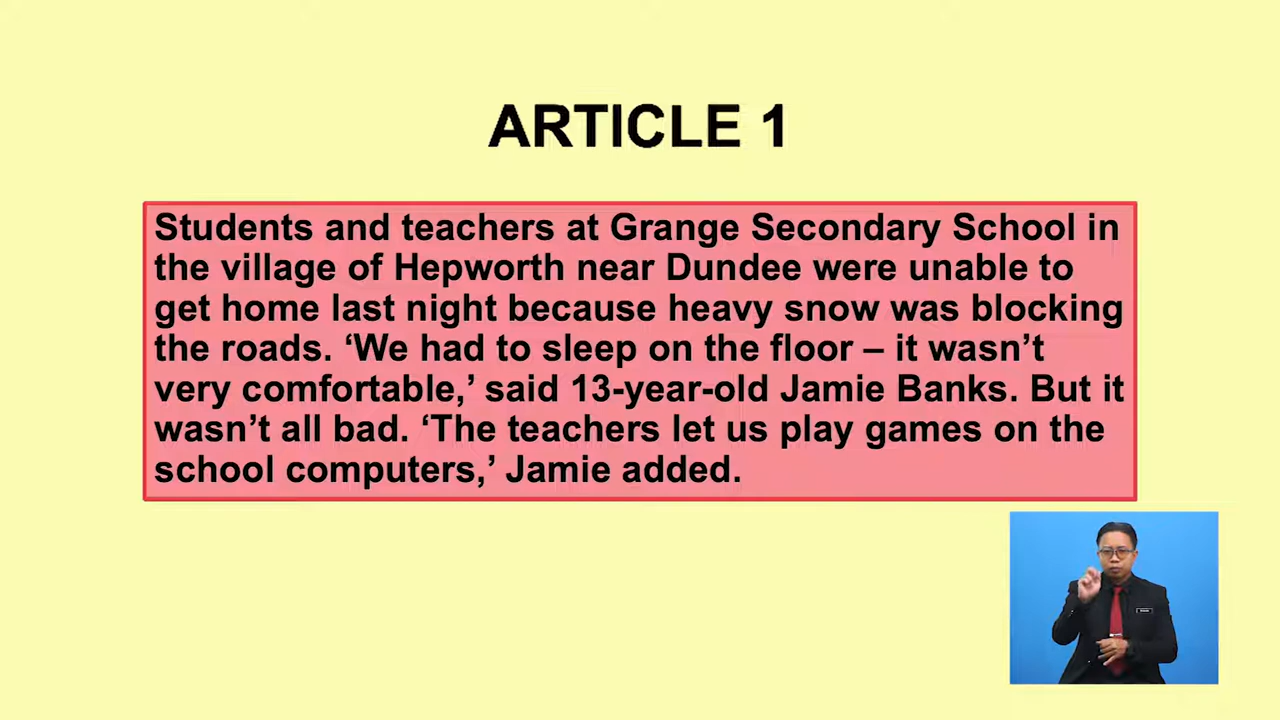 ARTICLE 1
Students and teachers at Grange Secondary School in
the village of Hepworth near Dundee were unable to
get home last night because heavy snow was blocking
the roads. ‘We had to sleep on the floor – it wasn’t
very comfortable,’ said 13-year-old Jamie Banks. But it
wasn’t all bad. ‘The teachers let us play games on the
school computers,’ Jamie added.